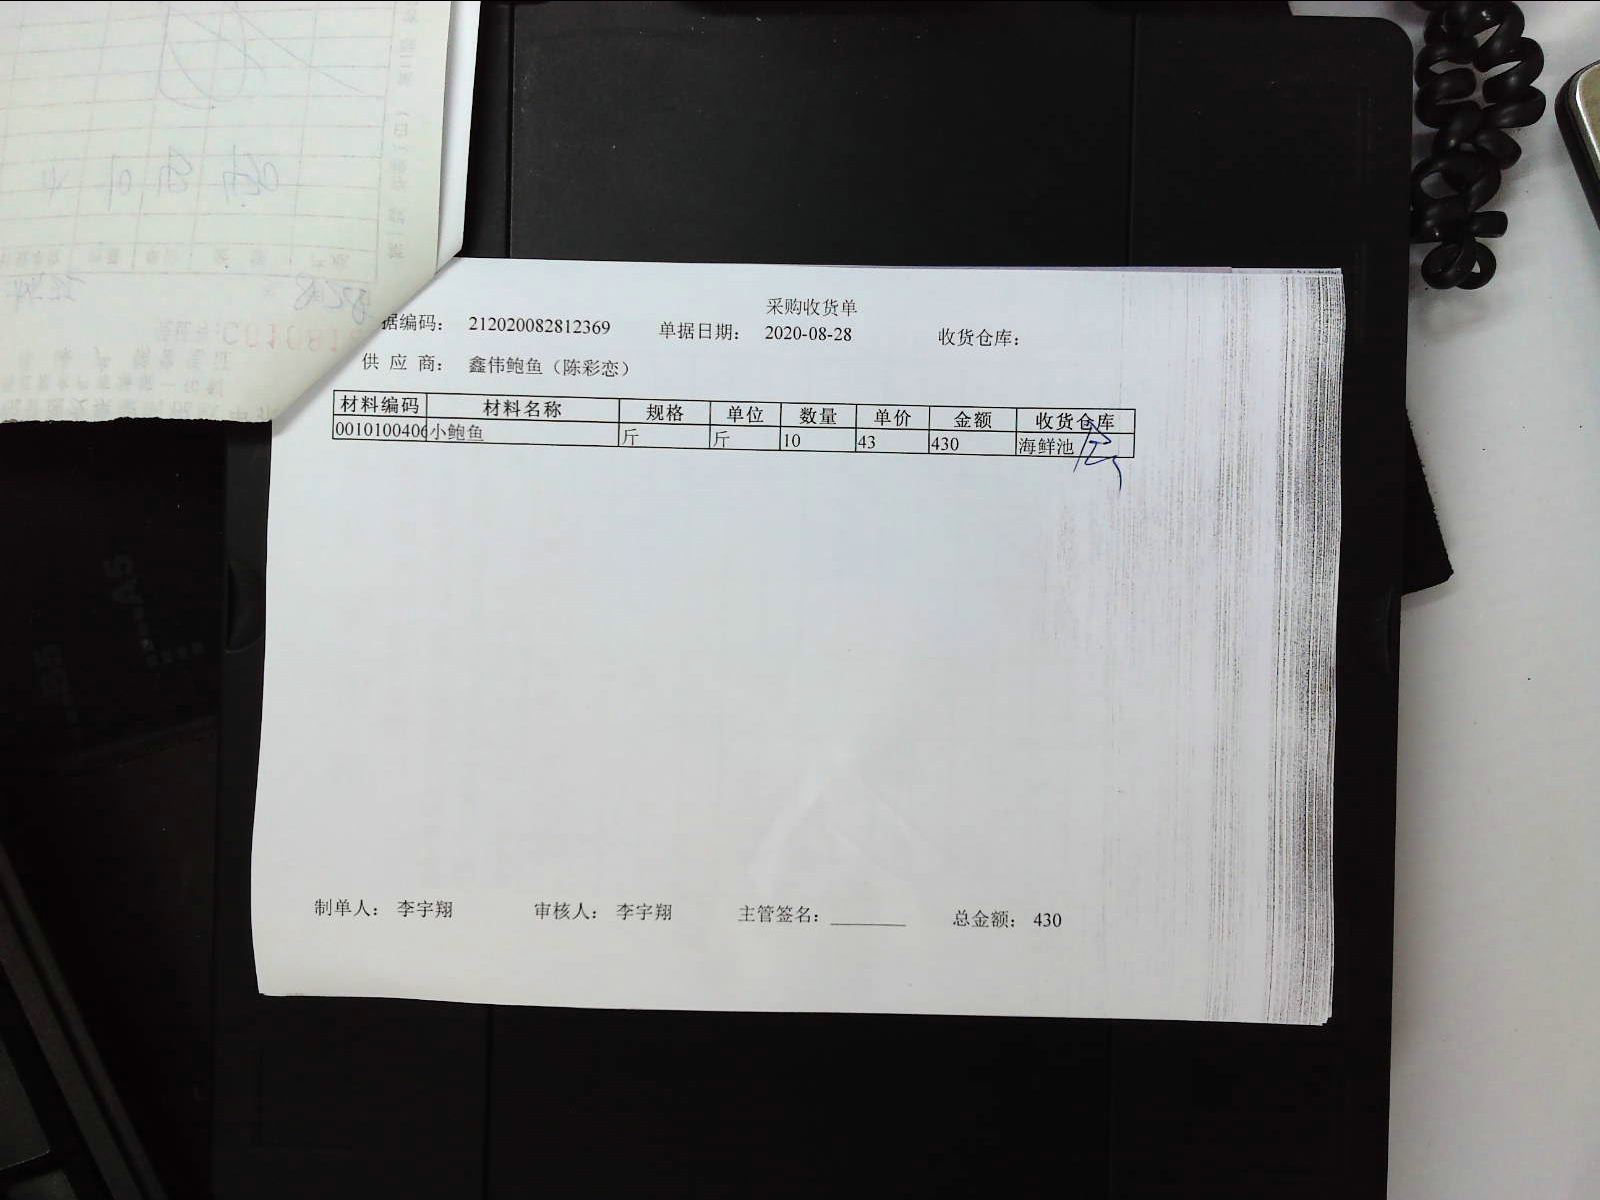 采购收货单
据编码： 212020082812369 单据日期： 2020-08-28 收货仓库：
供 应 商： 鑫伟鲍鱼（陈彩恋）
材料编码 材料名称 规格 单位 数量 单价 金额 收货仓库
0010100406 小鲍鱼 斤 斤 10 43 430 海鲜池
制单人： 李宇翔 审核人： 李宇翔 主管签名： 总金额： 430